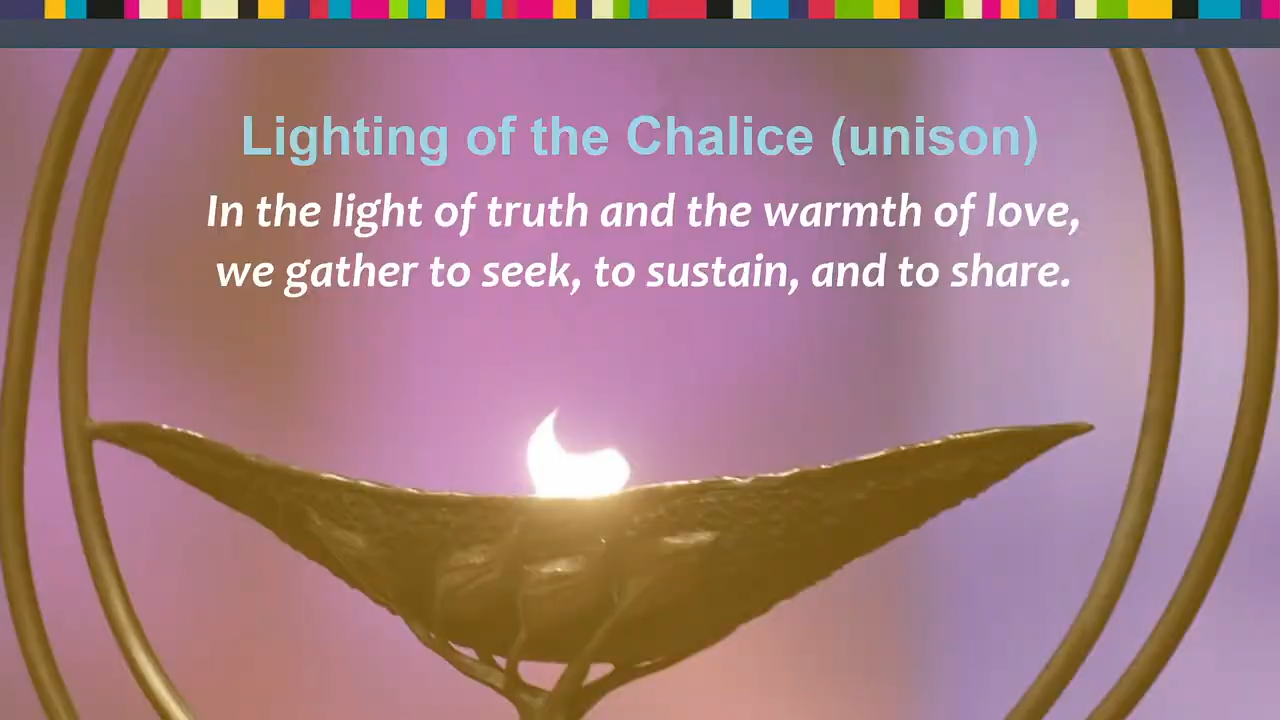 Lighting of the Chalice (unison)
In the light of truth and the warmth of love,
we gather to seek, to sustain, and to share.